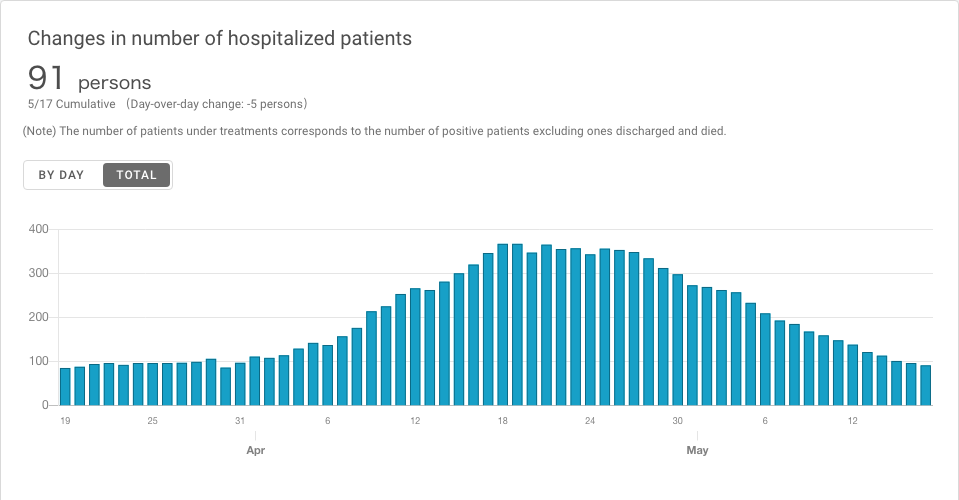 Changes in number of hospitalized patients
91 persons
5/17 Cumulative （Day-over-day change: -5 persons）
(Note) The number of patients under treatments corresponds to the number of positive patients excluding ones discharged and died.
BY DAY TOTAL
400
300
200
100
0
19 25 31 6 12 18 24 30 6 12
Apr May